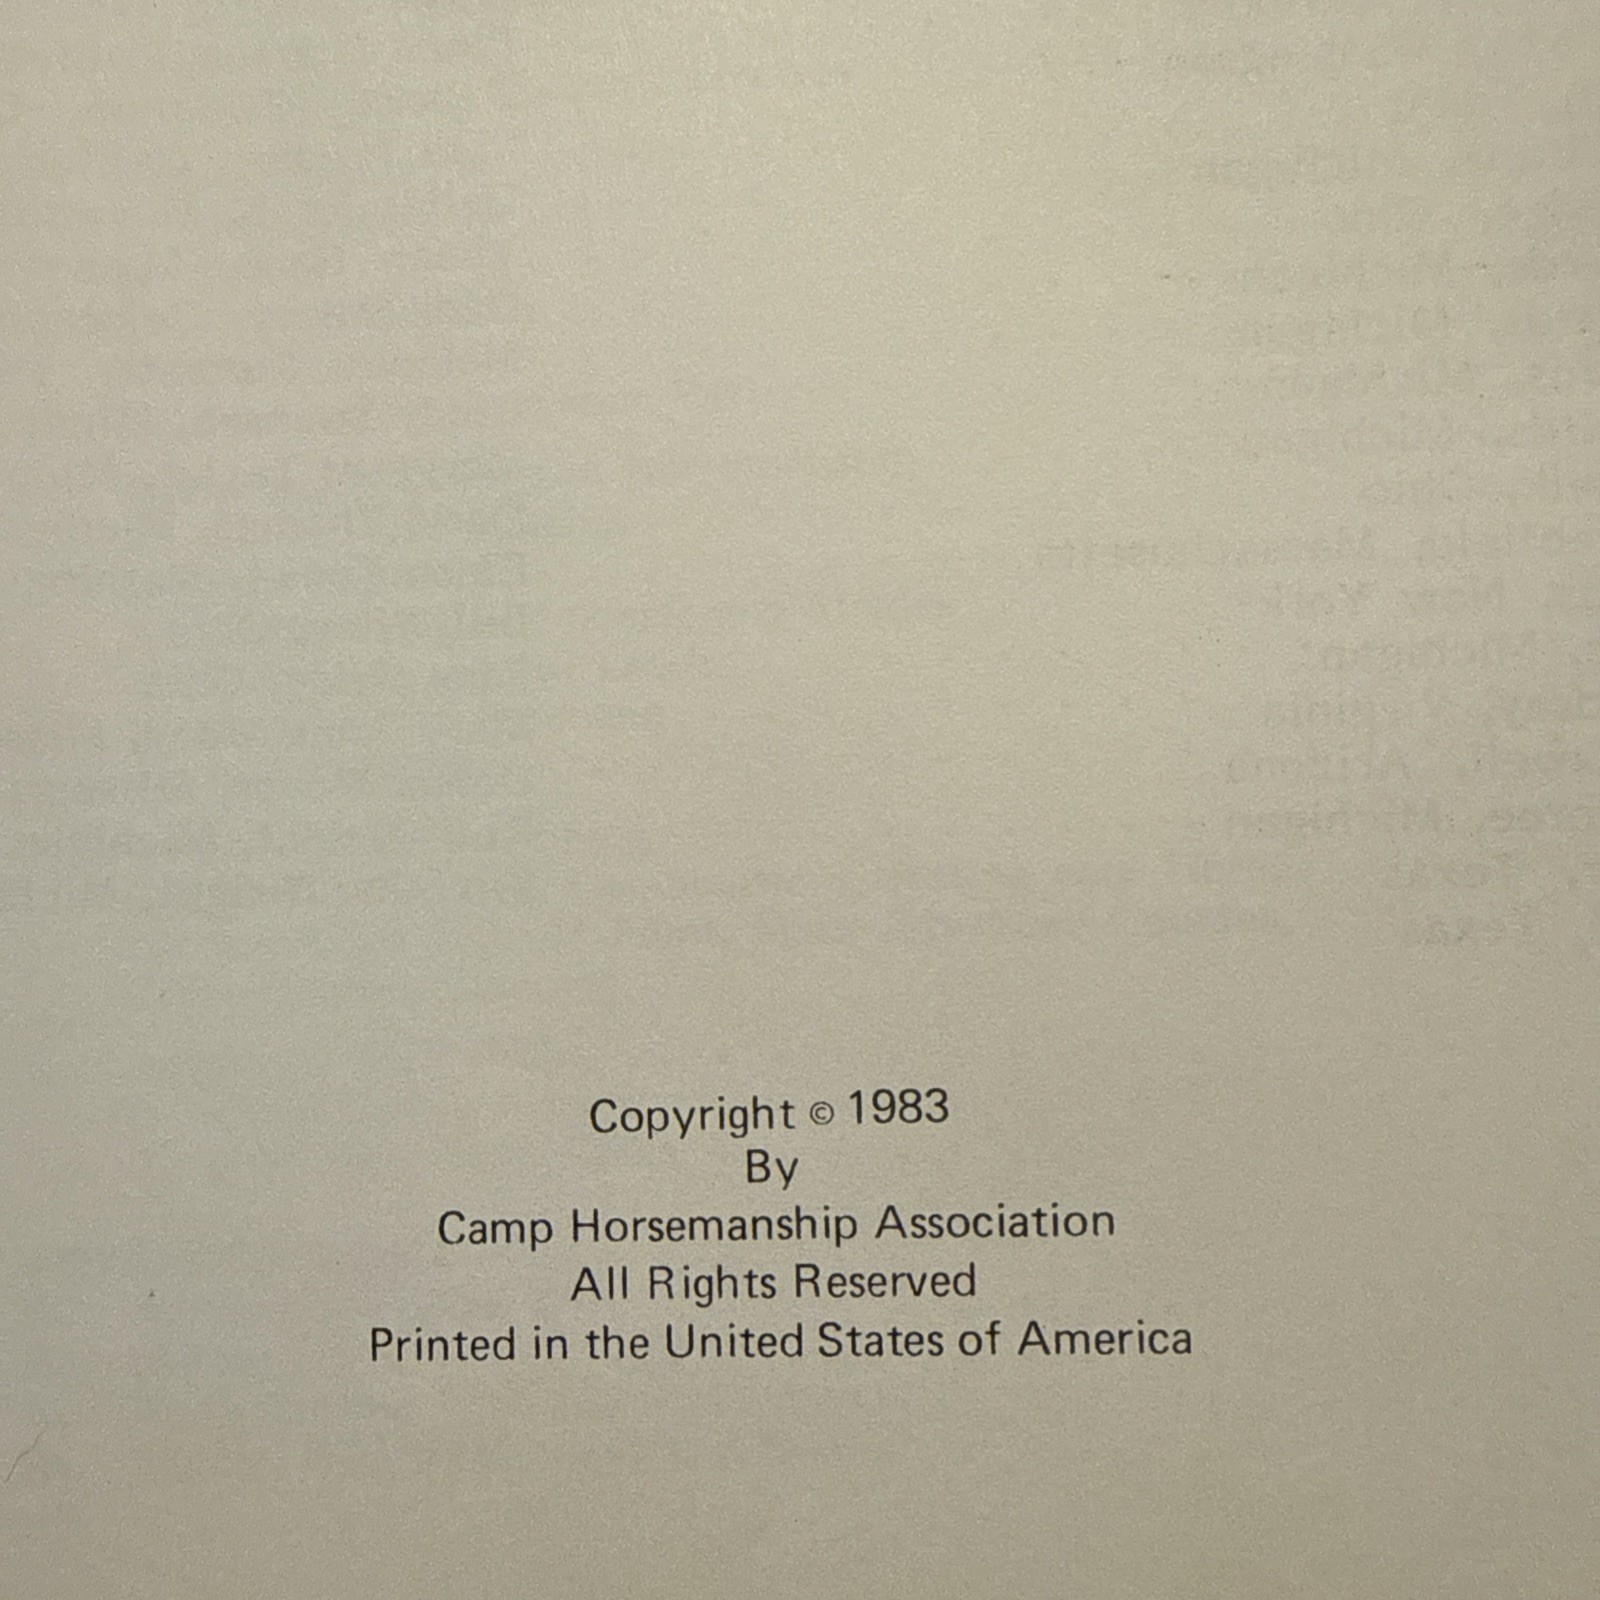 Copyright © 1983
By
Camp Horsemanship Association
All Rights Reserved
Printed in the United States of America